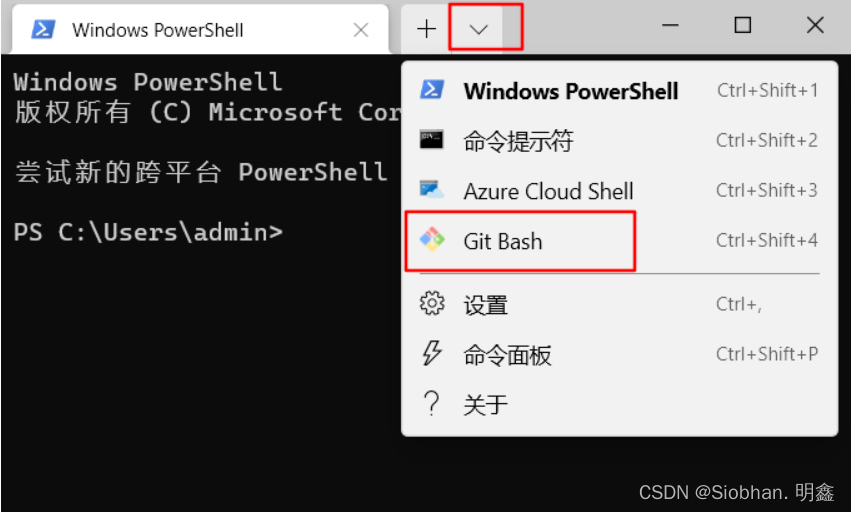 Windows PowerShell
Windows PowerShell
版权所有 (C) Microsoft Cor
尝试新的跨平台 PowerShell
PS C:\Users\admin>
Windows PowerShell Ctrl+Shift+1
命令提示符 Ctrl+Shift+2
Azure Cloud Shell Ctrl+Shift+3
Git Bash Ctrl+Shift+4
设置 Ctrl+,
命令面板 Ctrl+Shift+P
关于
CSDN @Siobhan. 明鑫